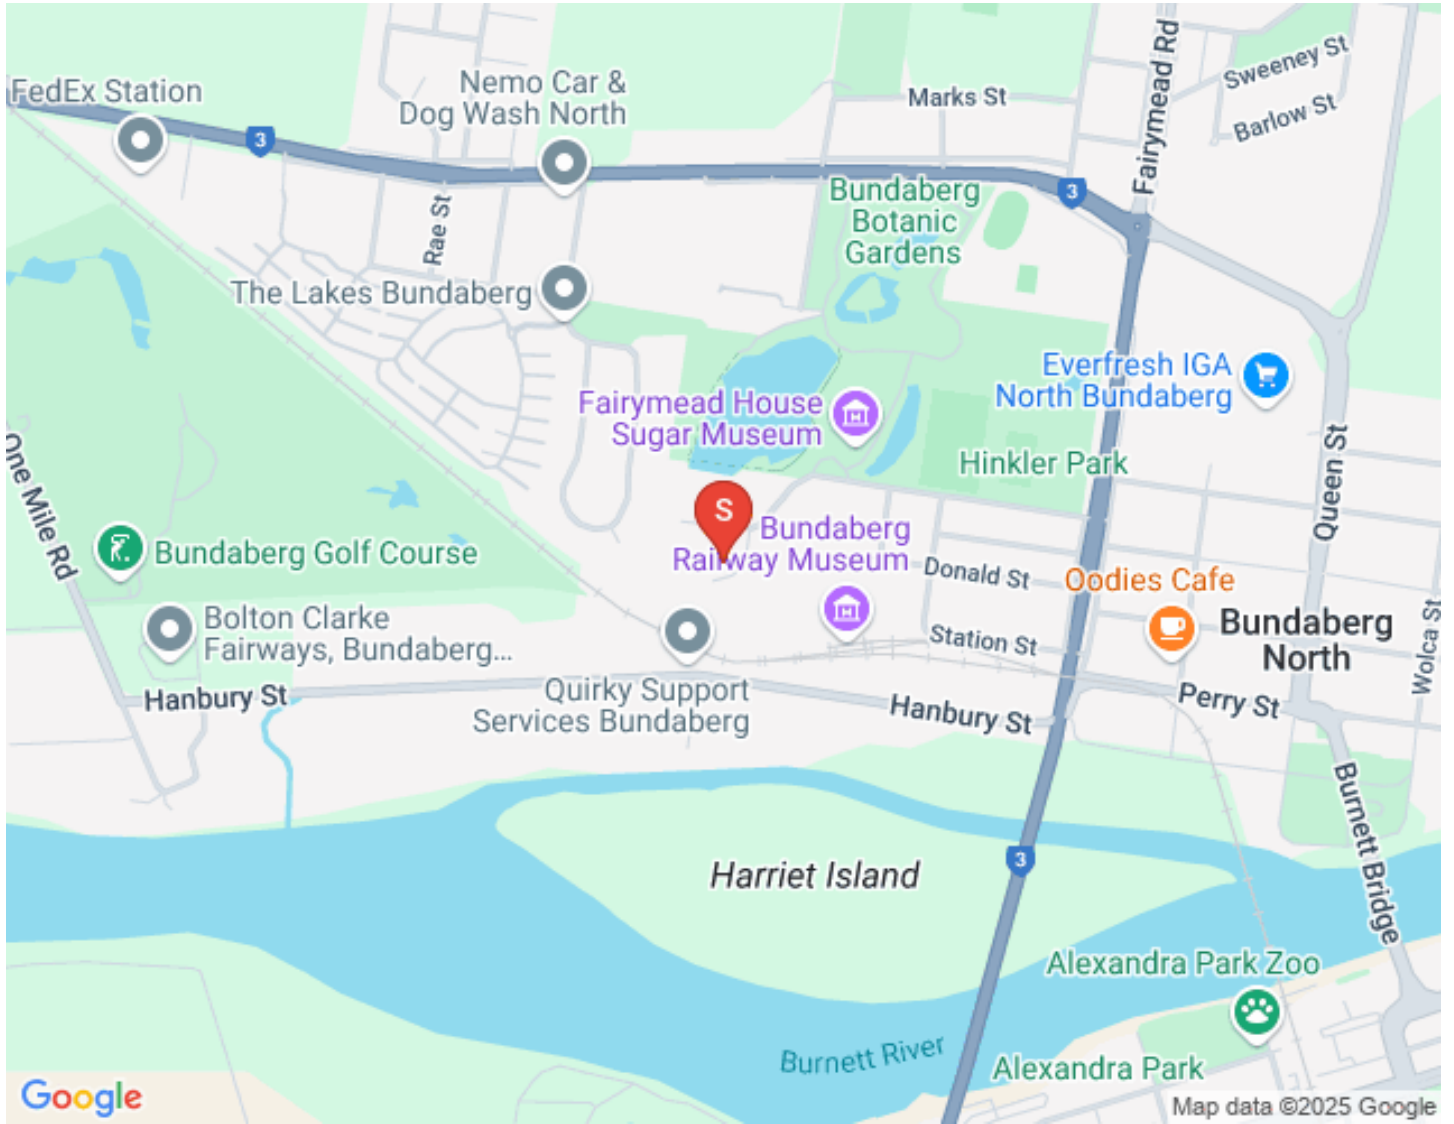 FedEx Station
Nemo Car &
Dog Wash North
Marks St
Fairymead Rd
Sweeney St
Barlow St
3
3
Rae St
Bundaberg
Botanic
Gardens
The Lakes Bundaberg
Everfresh IGA
North Bundaberg
Fairymead House
Sugar Museum
Hinkler Park
Queen St
One Mile Rd
S
Bundaberg
Railway Museum
Bundaberg Golf Course
Donald St
Oodies Cafe
Bolton Clarke
Fairways, Bundaberg...
Station St
Bundaberg
North
Wolca St
Hanbury St
Quirky Support
Services Bundaberg
Hanbury St
Perry St
Burnett Bridge
Harriet Island
3
Alexandra Park Zoo
Burnett River
Alexandra Park
Google
Map data ©2025 Google